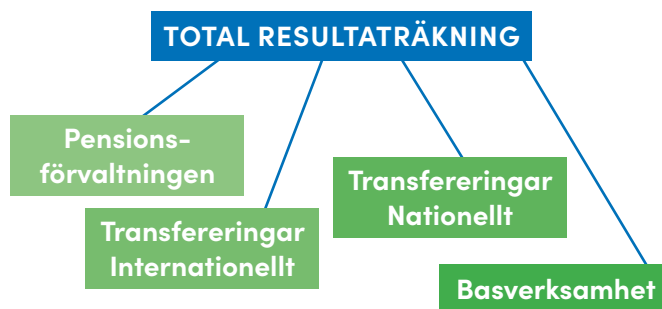 TOTAL RESULTATRÄKNING
Pensions-
förvaltningen
Transfereringar
Internationellt
Transfereringar
Nationellt
Basverksamhet